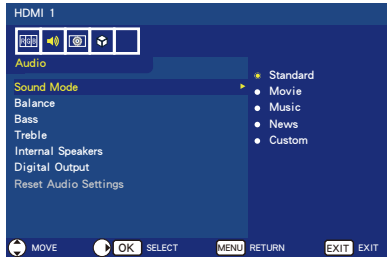 HDMI 1
RGB
Audio
Sound Mode
Balance
Bass
Treble
Internal Speakers
Digital Output
Reset Audio Settings
Standard
Movie
Music
News
Custom
MOVE OK SELECT MENU RETURN EXIT EXIT